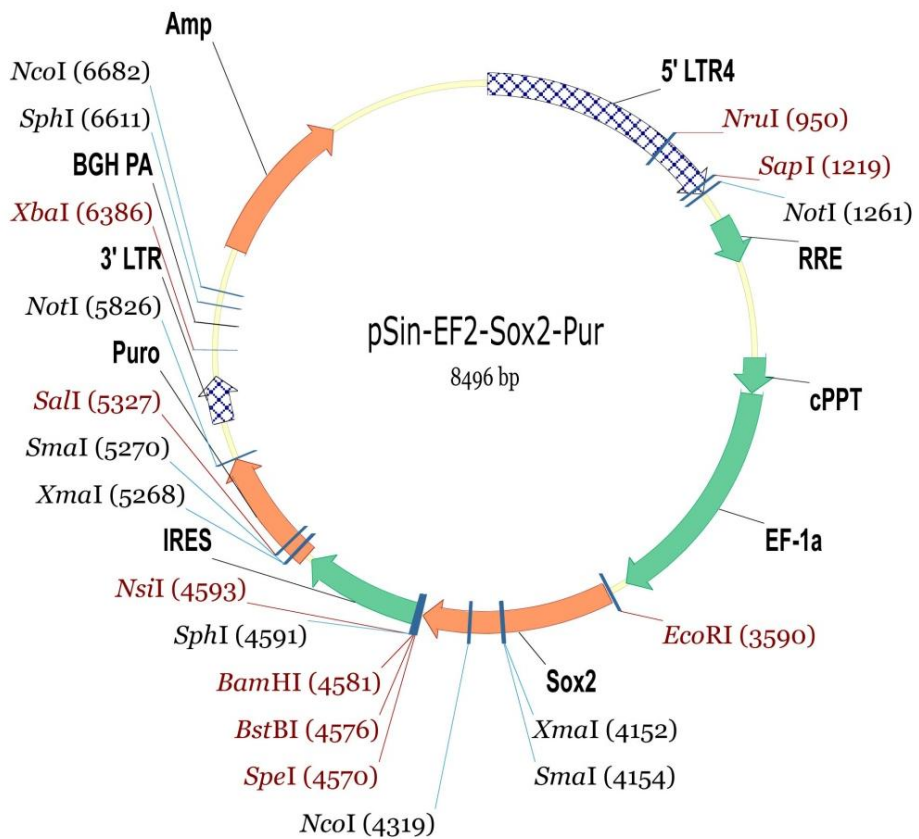 Amp
NcoI (6682)
SphI (6611)
BGH PA
XbaI (6386)
3' LTR
NotI (5826)
Puro
SalI (5327)
SmaI (5270)
XmaI (5268)
IRES
NsiI (4593)
SphI (4591)
BamHI (4581)
BstBI (4576)
SpeI (4570)
NcoI (4319)
5' LTR4
NruI (950)
SapI (1219)
NotI (1261)
RRE
pSin-EF2-Sox2-Pur
8496 bp
cPPT
EF-1a
EcoRI (3590)
Sox2
XmaI (4152)
SmaI (4154)